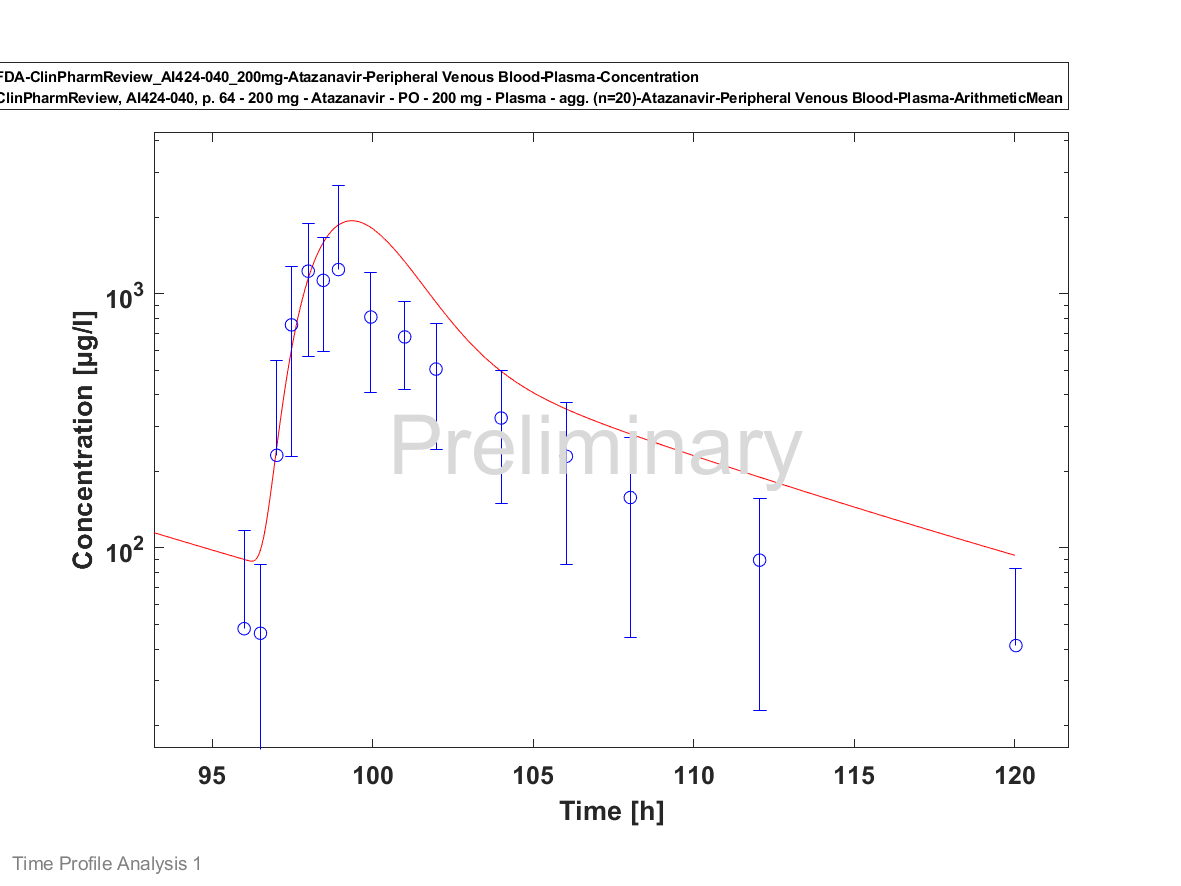 FDA-ClinPharmReview_AI424-040_200mg-Atazanavir-Peripheral Venous Blood-Plasma-Concentration
ClinPharmReview, AI424-040, p. 64 - 200 mg - Atazanavir - PO - 200 mg - Plasma - agg. (n=20)-Atazanavir-Peripheral Venous Blood-Plasma-ArithmeticMean
Concentration [µg/l]
10³
10²
Preliminary
95 100 105 110 115 120
Time [h]
Time Profile Analysis 1